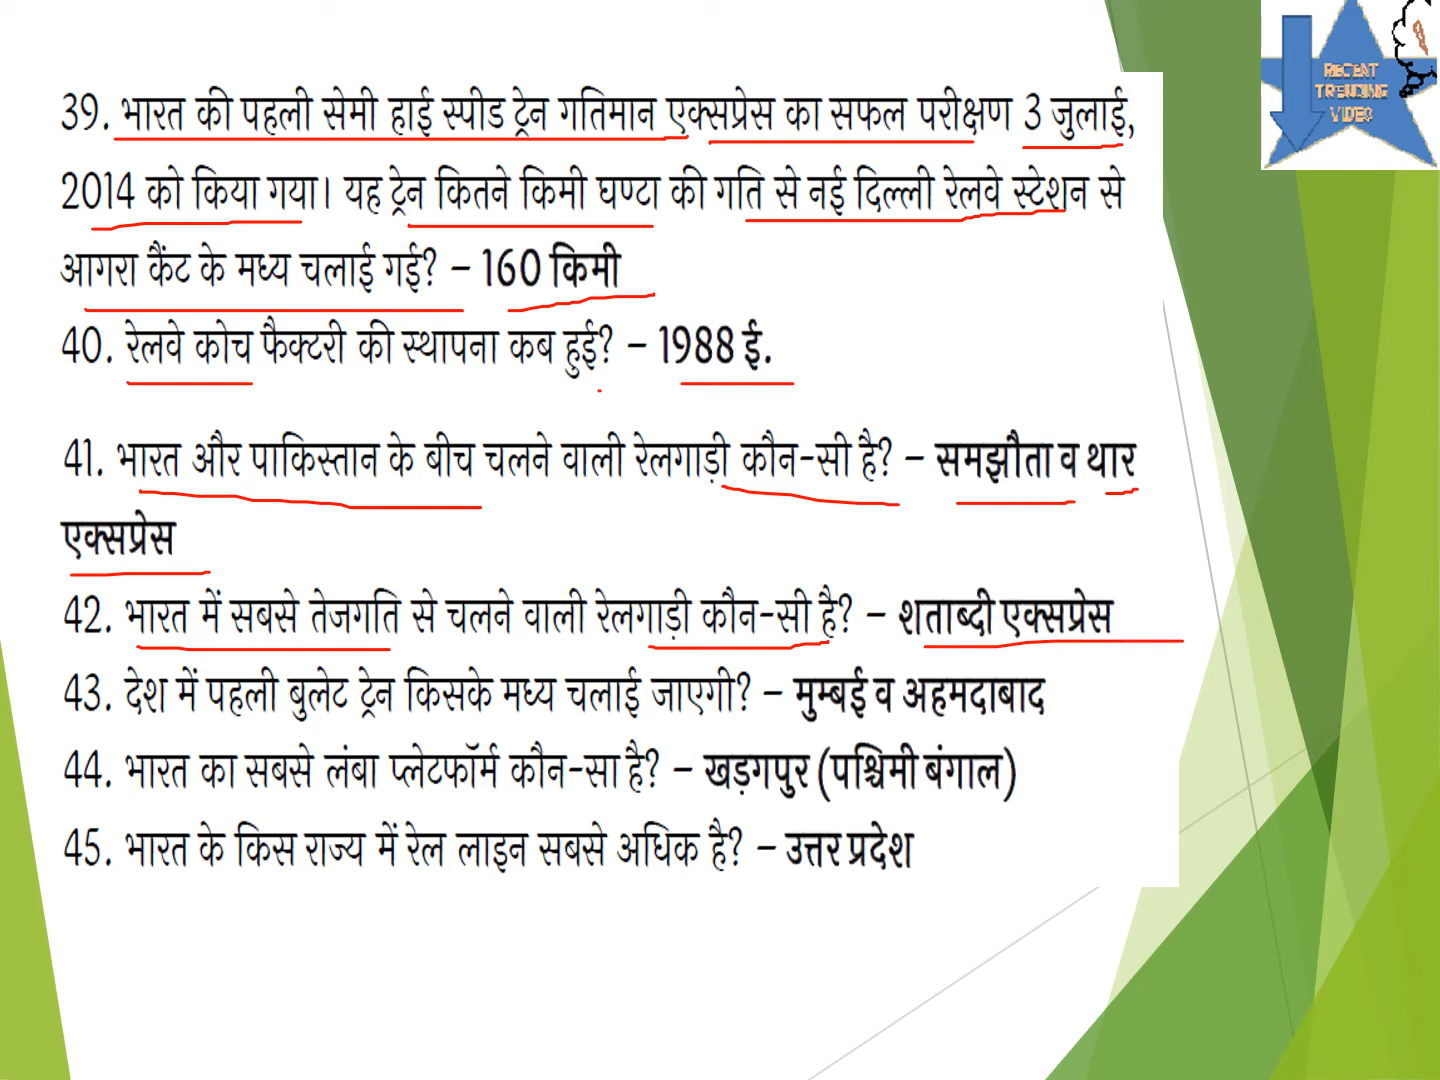 39. भारत की पहली सेमी हाई स्पीड ट्रेन गतिमान एक्सप्रेस का सफल परीक्षण 3 जुलाई,
2014 को किया गया। यह ट्रेन कितने किमी घण्टा की गति से नई दिल्ली रेलवे स्टेशन से
आगरा कैंट के मध्य चलाई गई? – 160 किमी
40. रेलवे कोच फैक्टरी की स्थापना कब हुई? – 1988 ई.
41. भारत और पाकिस्तान के बीच चलने वाली रेलगाड़ी कौन-सी है? – समझौता व थार
एक्सप्रेस
42. भारत में सबसे तेजगति से चलने वाली रेलगाड़ी कौन-सी है? – शताब्दी एक्सप्रेस
43. देश में पहली बुलेट ट्रेन किसके मध्य चलाई जाएगी? – मुम्बई व अहमदाबाद
44. भारत का सबसे लंबा प्लेटफॉर्म कौन-सा है? – खड़गपुर (पश्चिमी बंगाल)
45. भारत के किस राज्य में रेल लाइन सबसे अधिक है? – उत्तर प्रदेश
RECENT
TRENDING
VIDEO